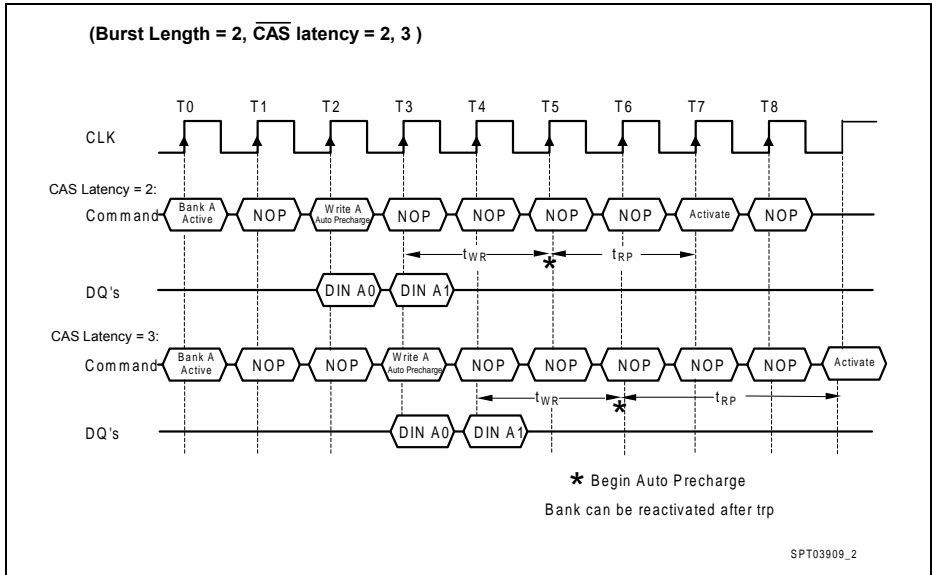 (Burst Length = 2, CAS latency = 2, 3 )
T0 T1 T2 T3 T4 T5 T6 T7 T8
CLK
CAS Latency = 2:
Command Bank A Active NOP Write A Auto Precharge NOP NOP NOP NOP Activate NOP
tWR * tRP
DQ's DIN A0 DIN A1
CAS Latency = 3:
Command Bank A Active NOP NOP Write A Auto Precharge NOP NOP NOP NOP NOP Activate
tWR * tRP
DQ's DIN A0 DIN A1
* Begin Auto Precharge
Bank can be reactivated after trp
SPT03909_2